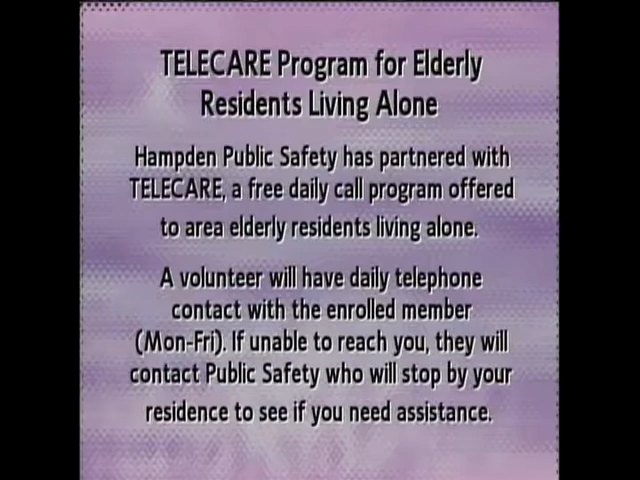 TELECARE Program for Elderly
Residents Living Alone
Hampden Public Safety has partnered with
TELECARE, a free daily call program offered
to area elderly residents living alone.
A volunteer will have daily telephone
contact with the enrolled member
(Mon-Fri). If unable to reach you, they will
contact Public Safety who will stop by your
residence to see if you need assistance.